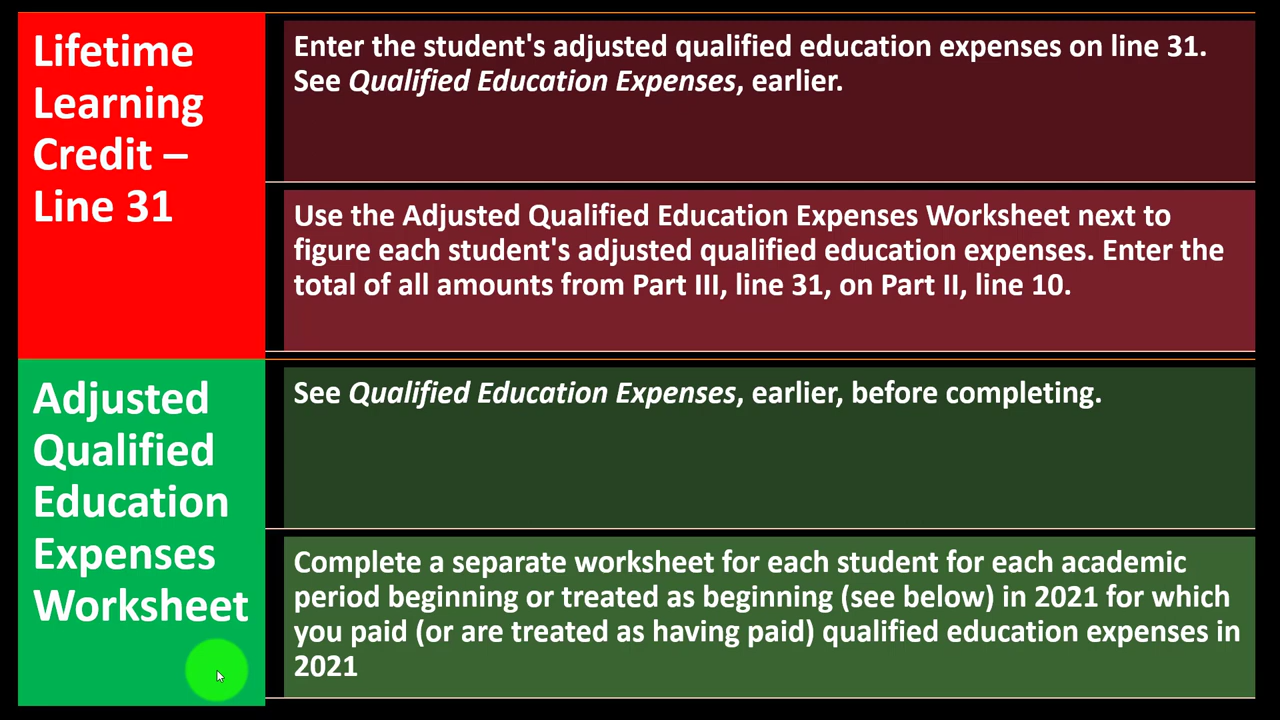 Lifetime
Learning
Credit –
Line 31
Enter the student's adjusted qualified education expenses on line 31.
See Qualified Education Expenses, earlier.
Use the Adjusted Qualified Education Expenses Worksheet next to
figure each student's adjusted qualified education expenses. Enter the
total of all amounts from Part III, line 31, on Part II, line 10.
Adjusted
Qualified
Education
Expenses
Worksheet
See Qualified Education Expenses, earlier, before completing.
Complete a separate worksheet for each student for each academic
period beginning or treated as beginning (see below) in 2021 for which
you paid (or are treated as having paid) qualified education expenses in
2021